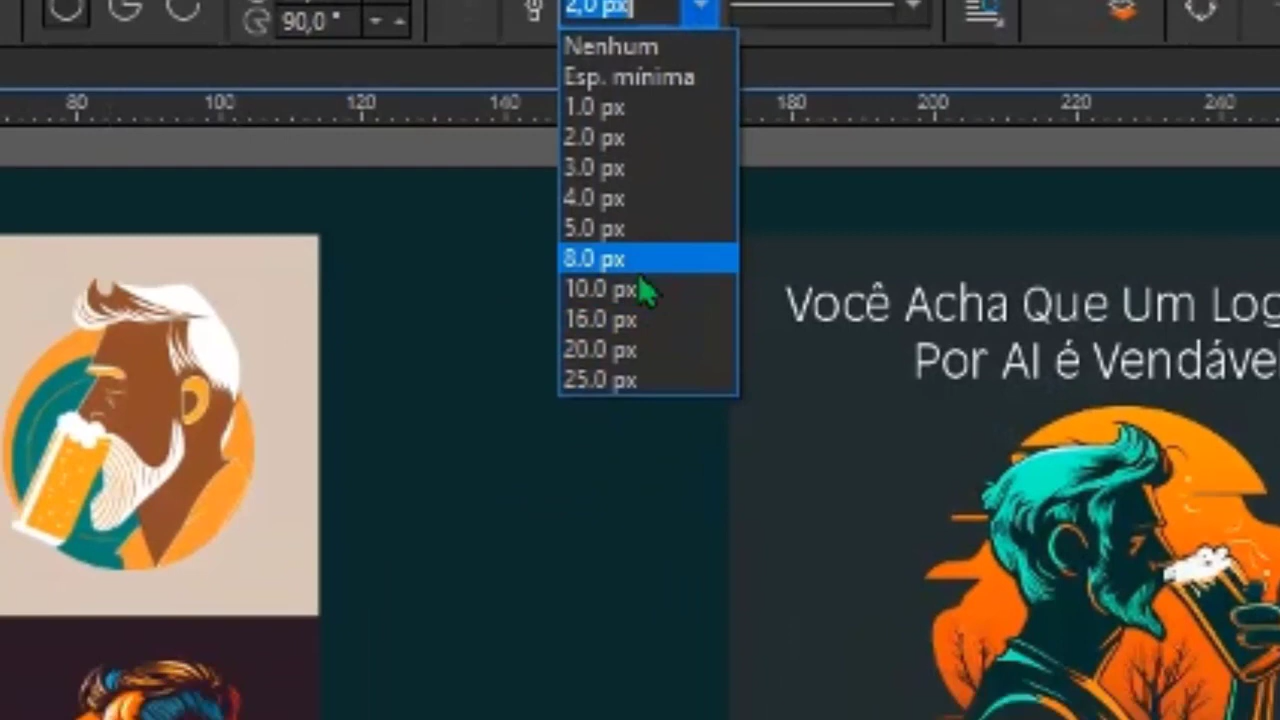 2,0 px
90,0 °
Nenhum
Esp. mínima
80
100
120
140
180
200
220
240
1.0 px
2.0 px
3.0 px
4.0 px
5.0 px
8.0 px
10.0 px
16.0 px
20.0 px
25.0 px
Você Acha Que Um Log
Por AI é Vendável